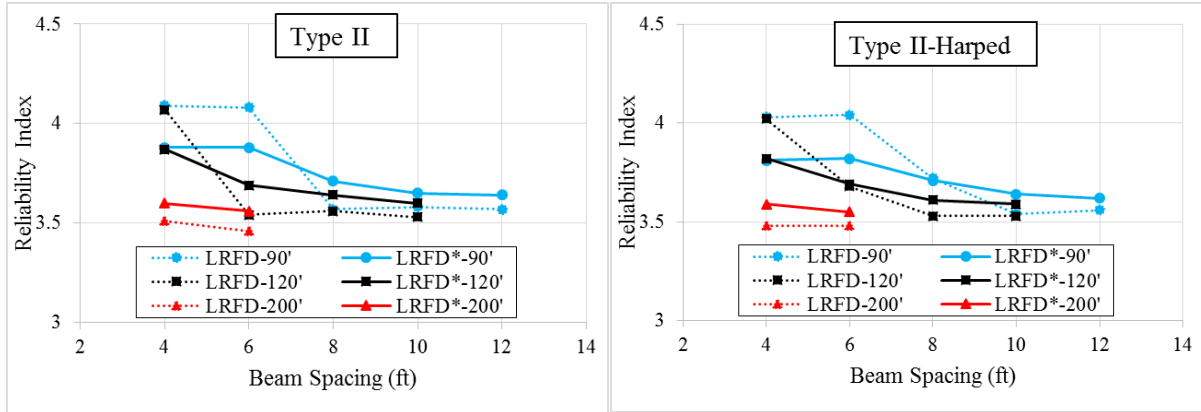 Type II
Reliability Index
4.5
4
3.5
3
LRFD-90' LRFD*-90'
LRFD-120' LRFD*-120'
LRFD-200' LRFD*-200'
2 4 6 8 10 12 14
Beam Spacing (ft)
Type II-Harped
Reliability Index
4.5
4
3.5
3
LRFD-90' LRFD*-90'
LRFD-120' LRFD*-120'
LRFD-200' LRFD*-200'
2 4 6 8 10 12 14
Beam Spacing (ft)